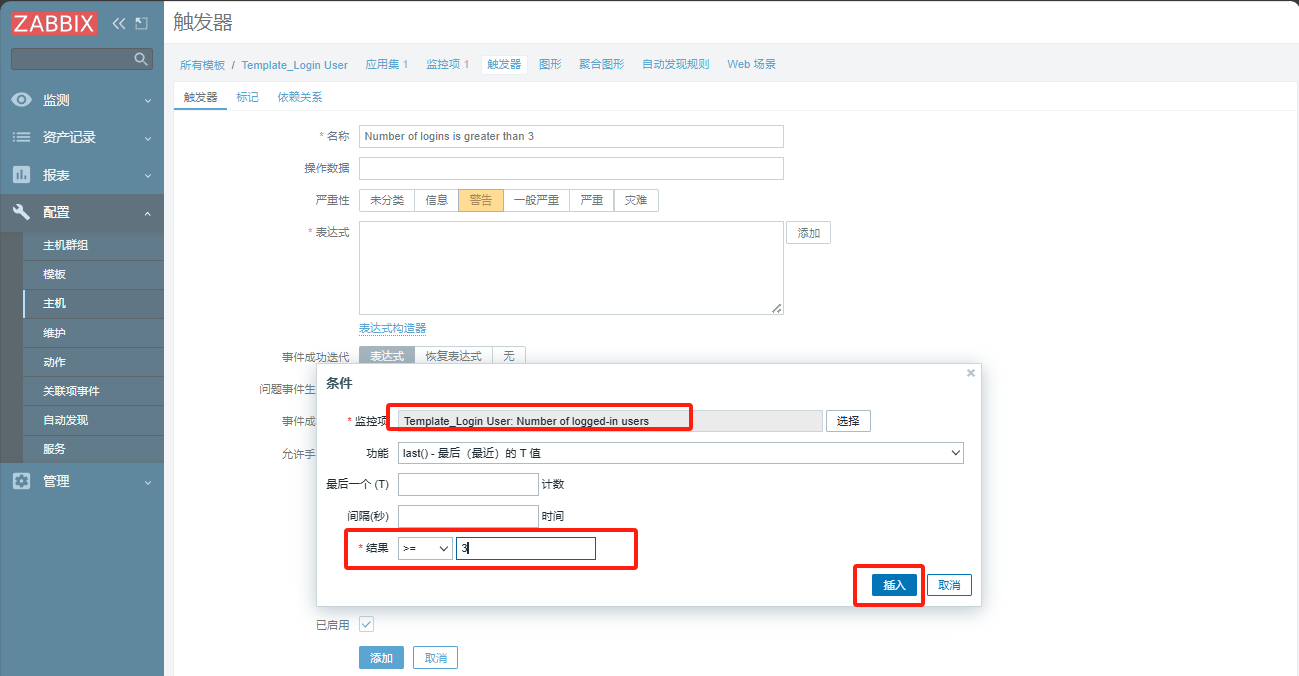 ZABBIX
触发器
所有模板 / Template_Login User 应用集 1 监控项 1 触发器 图形 聚合图形 自动发现规则 Web 场景
触发器 标记 依赖关系
监测
资产记录
报表
配置
主机群组
模板
主机
维护
动作
关联项事件
自动发现
服务
管理
* 名称 Number of logins is greater than 3
操作数据
严重性 未分类 信息 警告 一般严重 严重 灾难
* 表达式 添加
表达式构造器
事件成功迭代 表达式 恢复表达式 无
问题事件生
事件成
允许手
条件
* 监控项 Template_Login User: Number of logged-in users 选择
功能 last() - 最后（最近）的 T 值
最后一个 (T) 计数
间隔(秒) 时间
* 结果 >= 3
插入 取消
已启用
添加 取消